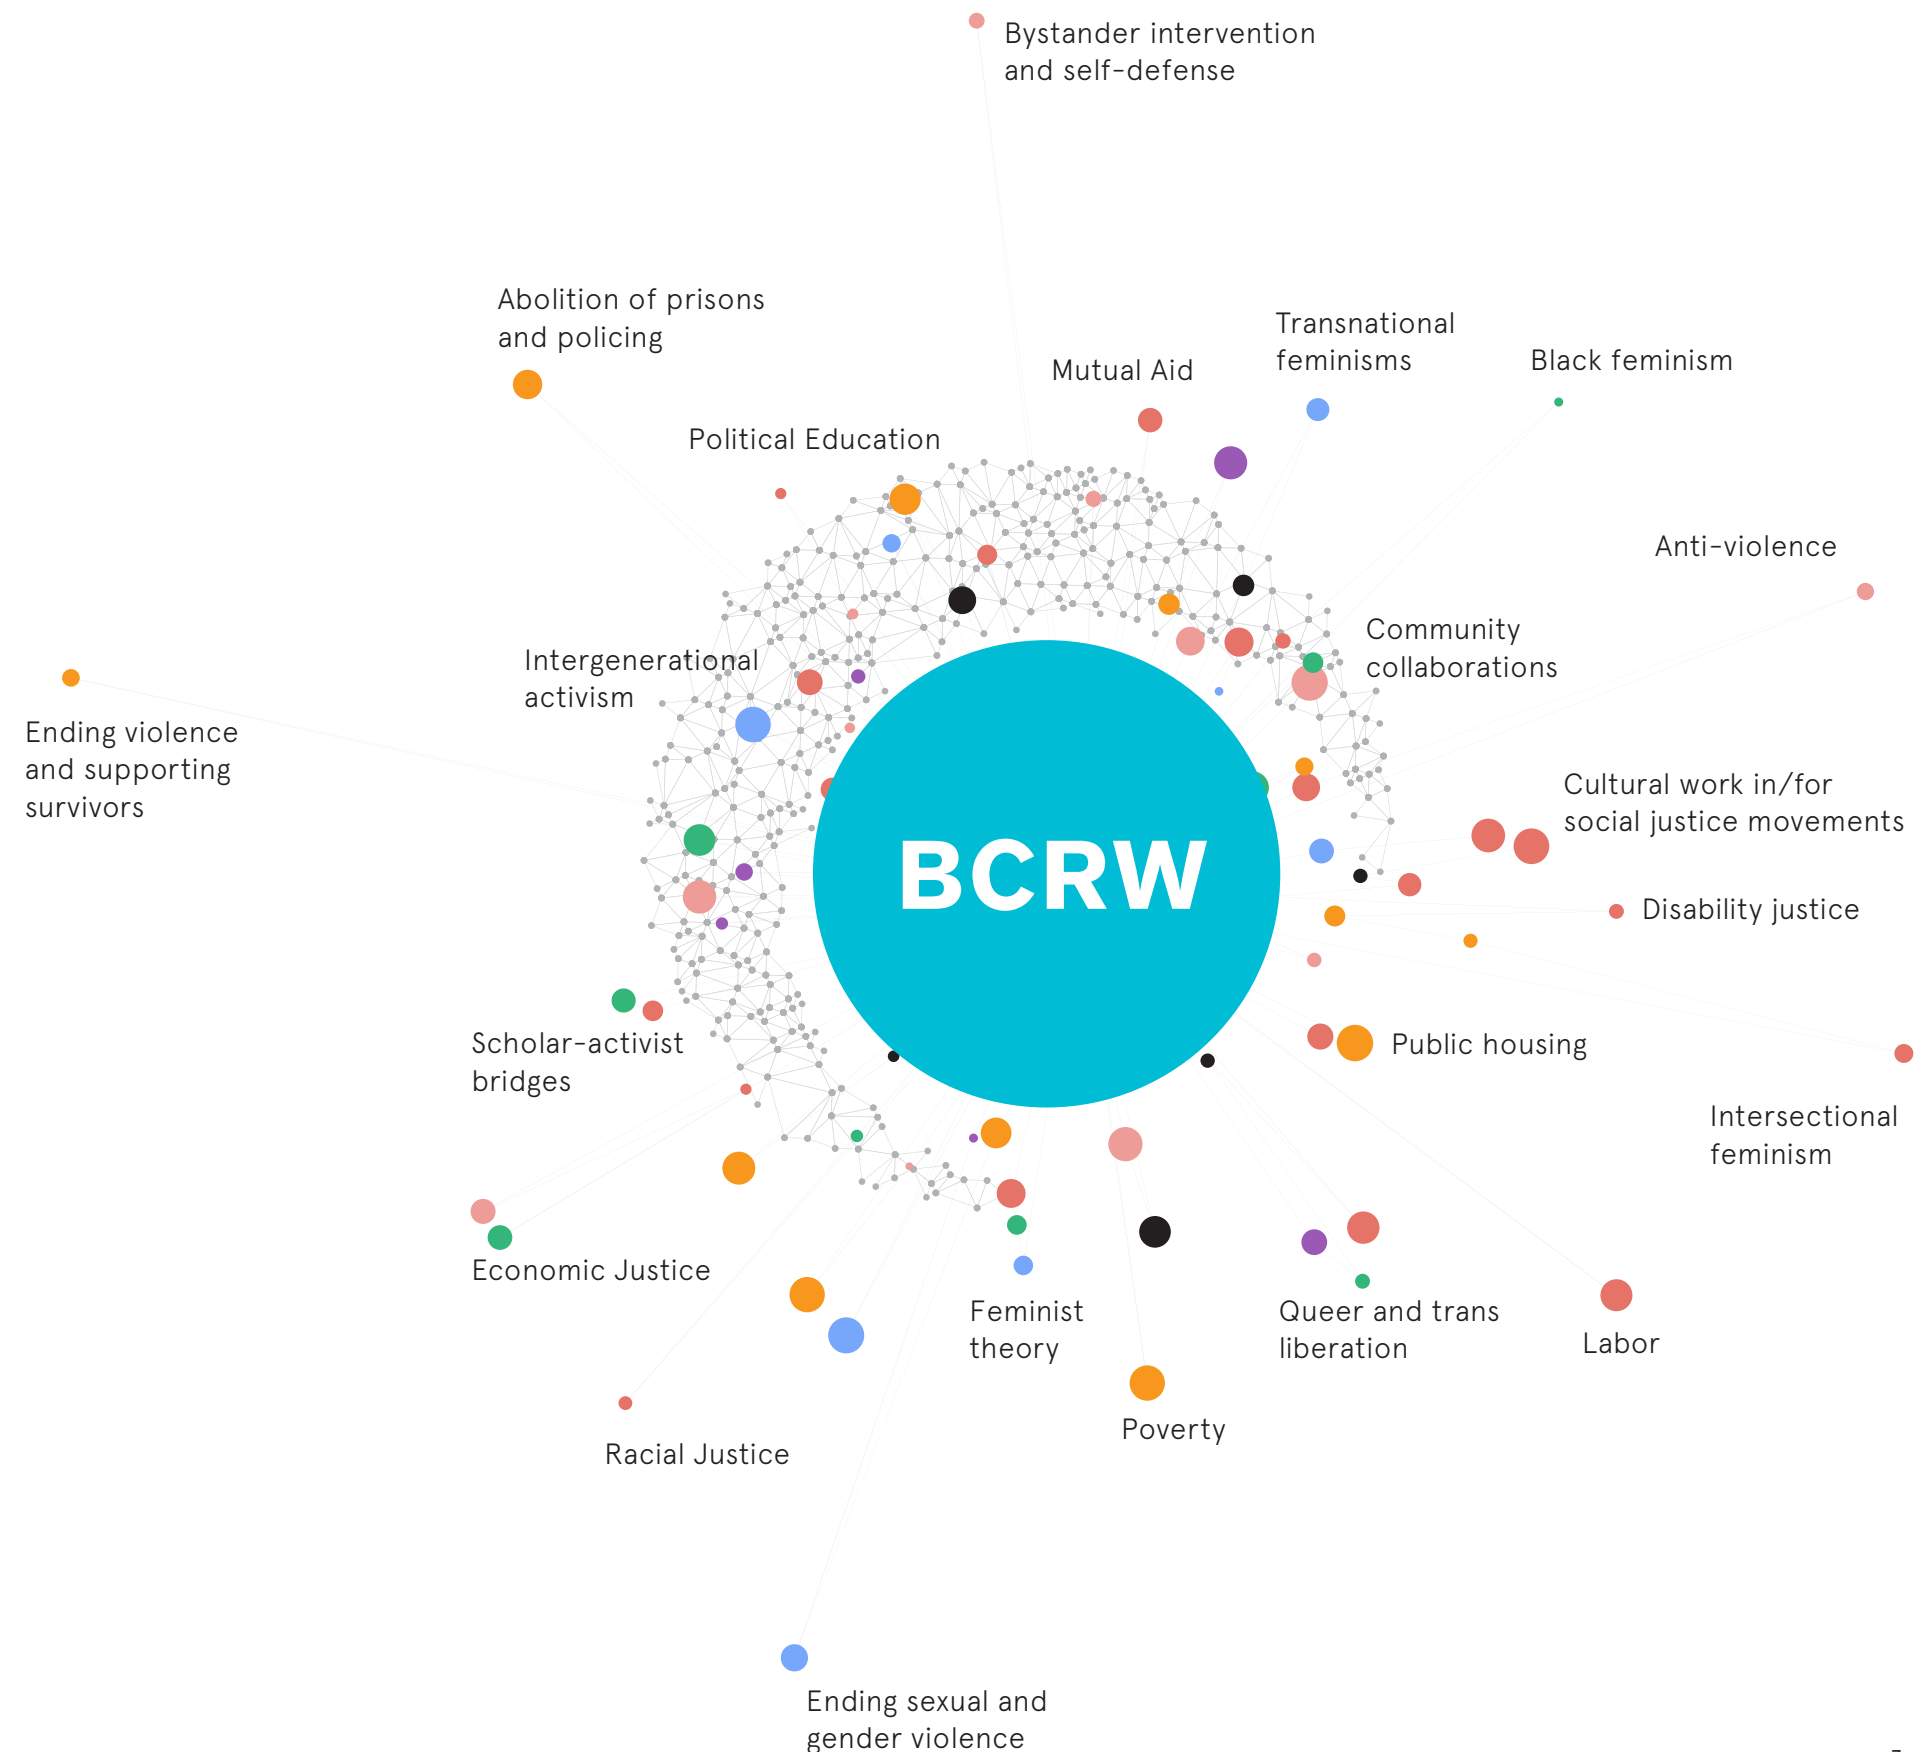 Bystander intervention
and self-defense
Abolition of prisons
and policing
Transnational
feminisms
Black feminism
Mutual Aid
Political Education
Anti-violence
Community
collaborations
Intergenerational
activism
Ending violence
and supporting
survivors
Cultural work in/for
social justice movements
BCRW
Disability justice
Scholar-activist
bridges
Public housing
Intersectional
feminism
Economic Justice
Feminist
theory
Queer and trans
liberation
Labor
Poverty
Racial Justice
Ending sexual and
gender violence